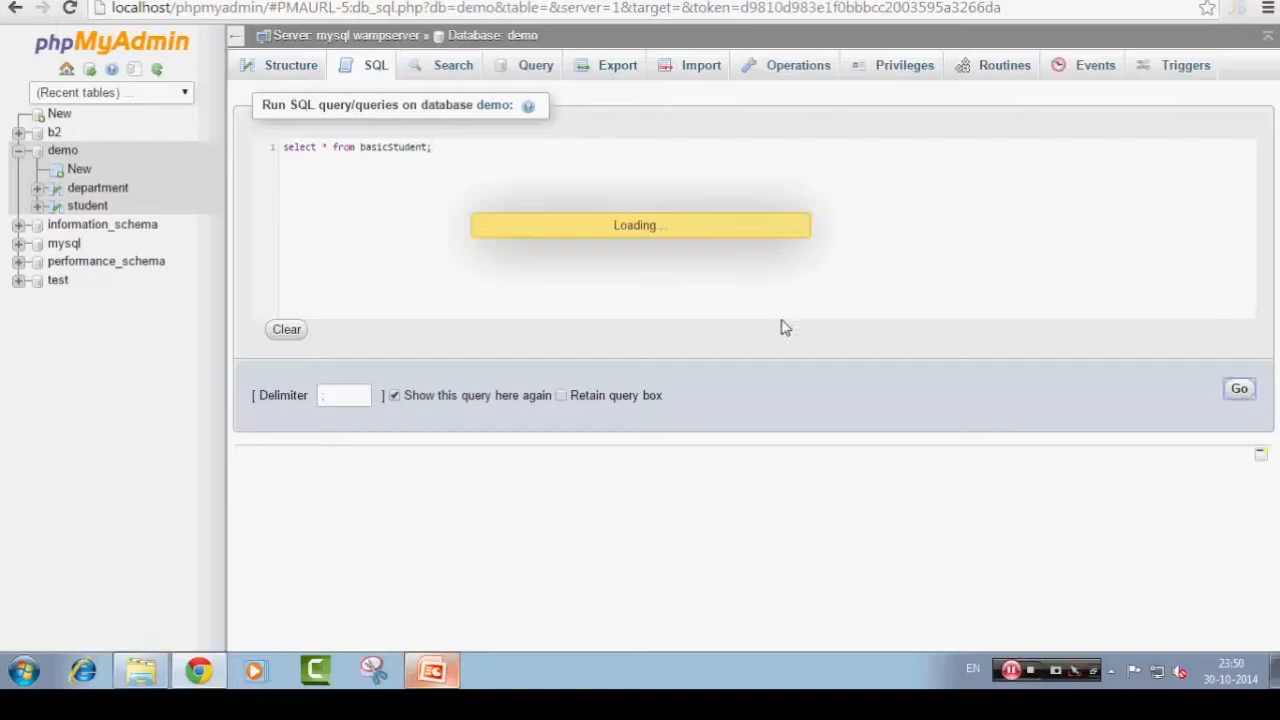 localhost/phpmyadmin/#PMAURL-5:db_sql.php?db=demo&table=&server=1&target=&token=d9810d983e1f0bbbcc2003595a3266da
phpMyAdmin
Server: mysql wampserver » Database: demo
Structure SQL Search Query Export Import Operations Privileges Routines Events Triggers
(Recent tables) ...
New
b2
demo
New
department
student
information_schema
mysql
performance_schema
test
Run SQL query/queries on database demo:
1 select * from basicStudent;
Loading ..
Clear
[ Delimiter ; ] Show this query here again Retain query box
Go
EN
23:50
30-10-2014